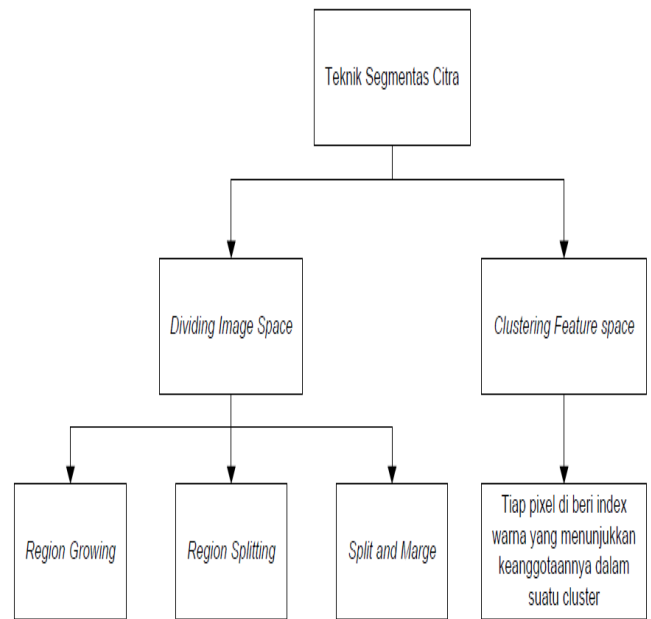 Teknik Segmentas Citra
Dividing Image Space
Clustering Feature space
Region Growing
Region Splitting
Split and Marge
Tiap pixel di beri index
warna yang menunjukkan
keanggotaannya dalam
suatu cluster